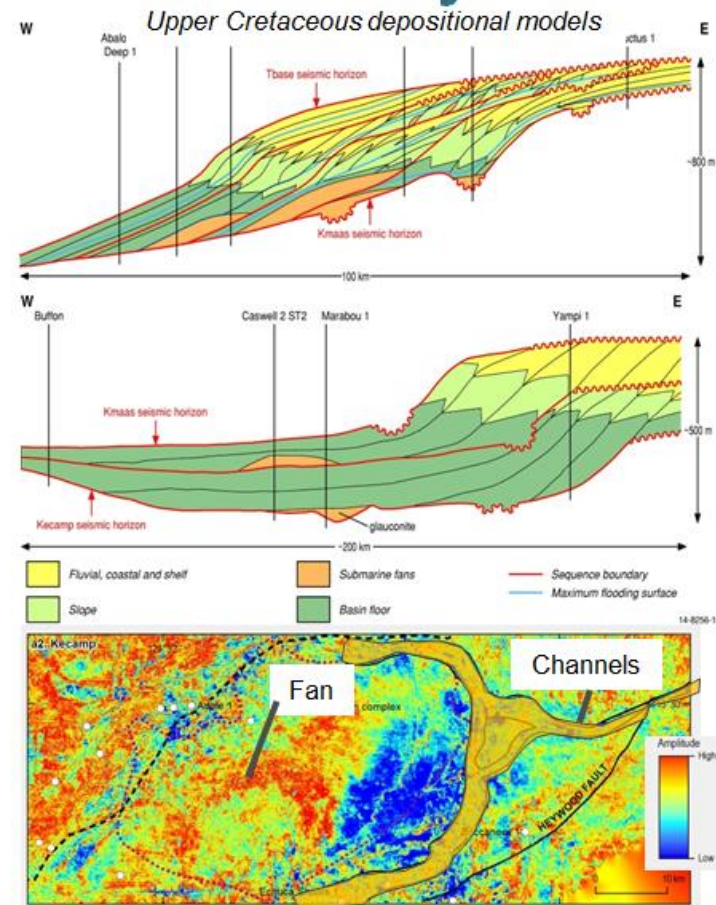 Upper Cretaceous depositional models
W
E
Abalo
Deep 1
ctus 1
Tbase seismic horizon
Kmaas seismic horizon
~800 m
100 km
W
E
Buffon
Caswell 2 ST2
Marabou 1
Yampi 1
Kmaas seismic horizon
~500 m
Kecamp seismic horizon
glauconite
~200 km
Fluvial, coastal and shelf
Submarine fans
Sequence boundary
Slope
Basin floor
Maximum flooding surface
14-8256-1
a2. Kecamp
Channels
Fan
complex
Amplitude
High
HEYWOOD FAULT
Low
0
10 km